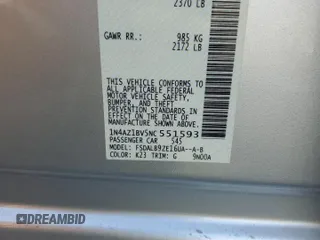 2370 LB
GAWR RR: 985 KG
2172 LB
THIS VEHICLE CONFORMS TO ALL APPLICABLE
FEDERAL MOTOR VEHICLE SAFETY,
BUMPER, AND THEFT PREVENTION
STANDARDS IN EFFECT ON THE DATE OF
MANUFACTURE SHOWN ABOVE.
1N4AZ1BV5NC551593
PASSENGER CAR 545
MODEL: FSDALB9ZE16UA--A-B
COLOR: K23 TRIM: G 9N00A
DREAMBID